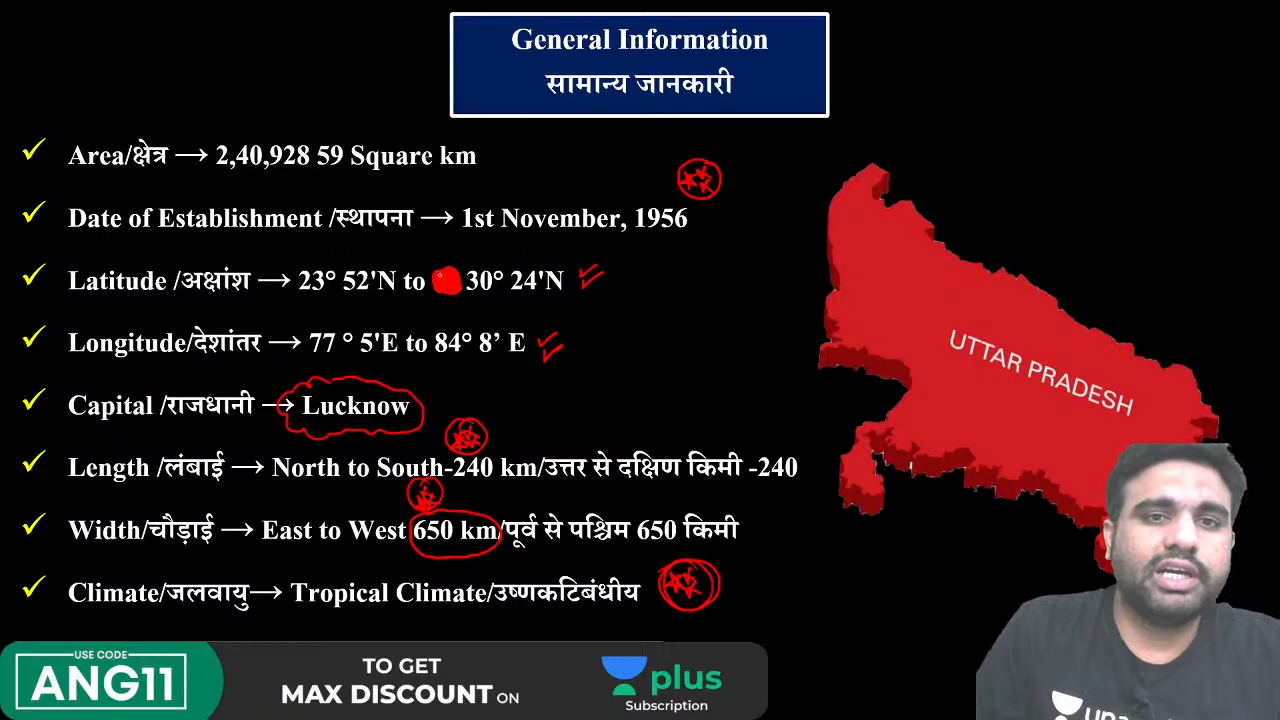 General Information
सामान्य जानकारी
✓ Area/क्षेत्र → 2,40,928 59 Square km
✓ Date of Establishment /स्थापना → 1st November, 1956
✓ Latitude /अक्षांश → 23° 52'N to 30° 24'N
✓ Longitude/देशांतर → 77 ° 5'E to 84° 8’ E
✓ Capital /राजधानी → Lucknow
✓ Length /लंबाई → North to South-240 km/उत्तर से दक्षिण किमी -240
✓ Width/चौड़ाई → East to West 650 km/पूर्व से पश्चिम 650 किमी
✓ Climate/जलवायु→ Tropical Climate/उष्णकटिबंधीय
UTTAR PRADESH
USE CODE
ANG11
TO GET
MAX DISCOUNT ON
plus
Subscription